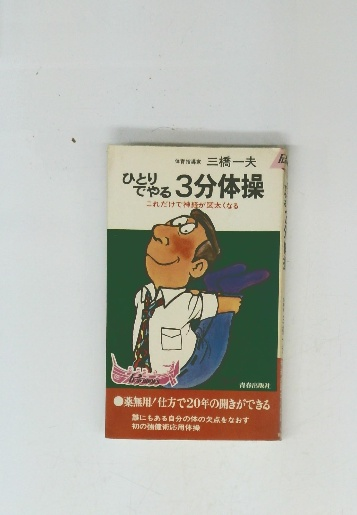 体育指導家 三橋一夫
ひとりでやる 3分体操
これだけで神経が図太くなる
青春出版社
●薬無用!仕方で20年の開きができる
誰にもある自分の体の欠点をなおす
初の強健術応用体操